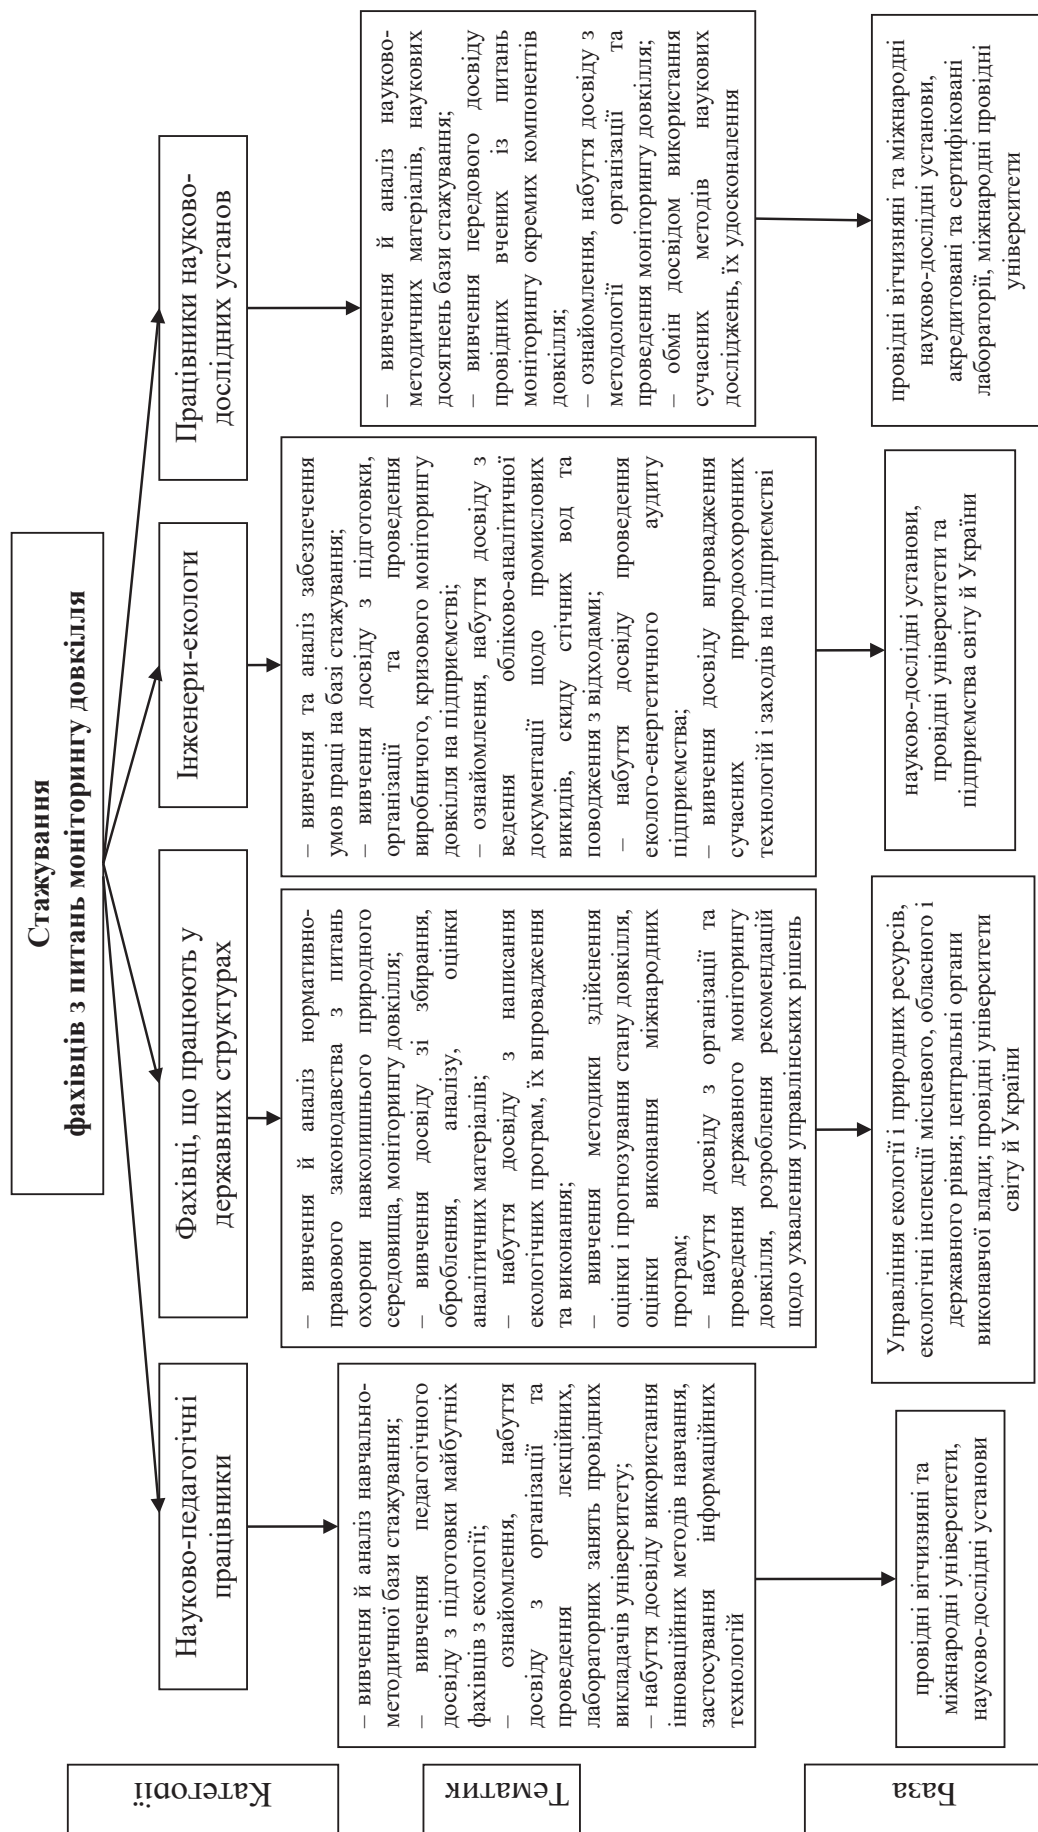 Стажування
фахівців з питань моніторингу довкілля
Категорії
Науково-педагогічні
працівники
Фахівці, що працюють у
державних структурах
Інженери-екологи
Працівники науково-
дослідних установ
Тематик
– вивчення й аналіз навчально-
методичної бази стажування;
– вивчення педагогічного
досвіду з підготовки майбутніх
фахівців з екології;
– ознайомлення, набуття
досвіду з організації та
проведення лекційних,
лабораторних занять провідних
викладачів університету;
– набуття досвіду використання
інноваційних методів навчання,
застосування інформаційних
технологій
– вивчення й аналіз нормативно-
правового законодавства з питань
охорони навколишнього природного
середовища, моніторингу довкілля;
– вивчення досвіду зі збирання,
оброблення, аналізу, оцінки
аналітичних матеріалів;
– набуття досвіду з написання
екологічних програм, їх впровадження
та виконання;
– вивчення методики здійснення
оцінки і прогнозування стану довкілля,
оцінки виконання міжнародних
програм;
– набуття досвіду з організації та
проведення державного моніторингу
довкілля, розроблення рекомендацій
щодо ухвалення управлінських рішень
– вивчення та аналіз забезпечення
умов праці на базі стажування;
– вивчення досвіду з підготовки,
організації та проведення
виробничого, кризового моніторингу
довкілля на підприємстві;
– ознайомлення, набуття досвіду з
ведення обліково-аналітичної
документації щодо промислових
викидів, скиду стічних вод та
поводження з відходами;
– набуття досвіду проведення
еколого-енергетичного аудиту
підприємства;
– вивчення досвіду впровадження
сучасних природоохоронних
технологій і заходів на підприємстві
– вивчення й аналіз науково-
методичних матеріалів, наукових
досягнень бази стажування;
– вивчення передового досвіду
провідних вчених із питань
моніторингу окремих компонентів
довкілля;
– ознайомлення, набуття досвіду з
методології організації та
проведення моніторингу довкілля;
– обмін досвідом використання
сучасних методів наукових
досліджень, їх удосконалення
База
провідні вітчизняні та
міжнародні університети,
науково-дослідні установи
Управління екології і природних ресурсів,
екологічні інспекції місцевого, обласного і
державного рівня; центральні органи
виконавчої влади; провідні університети
світу й України
науково-дослідні установи,
провідні університети та
підприємства світу й України
провідні вітчизняні та міжнародні
науково-дослідні установи,
акредитовані та сертифіковані
лабораторії, міжнародні провідні
університети